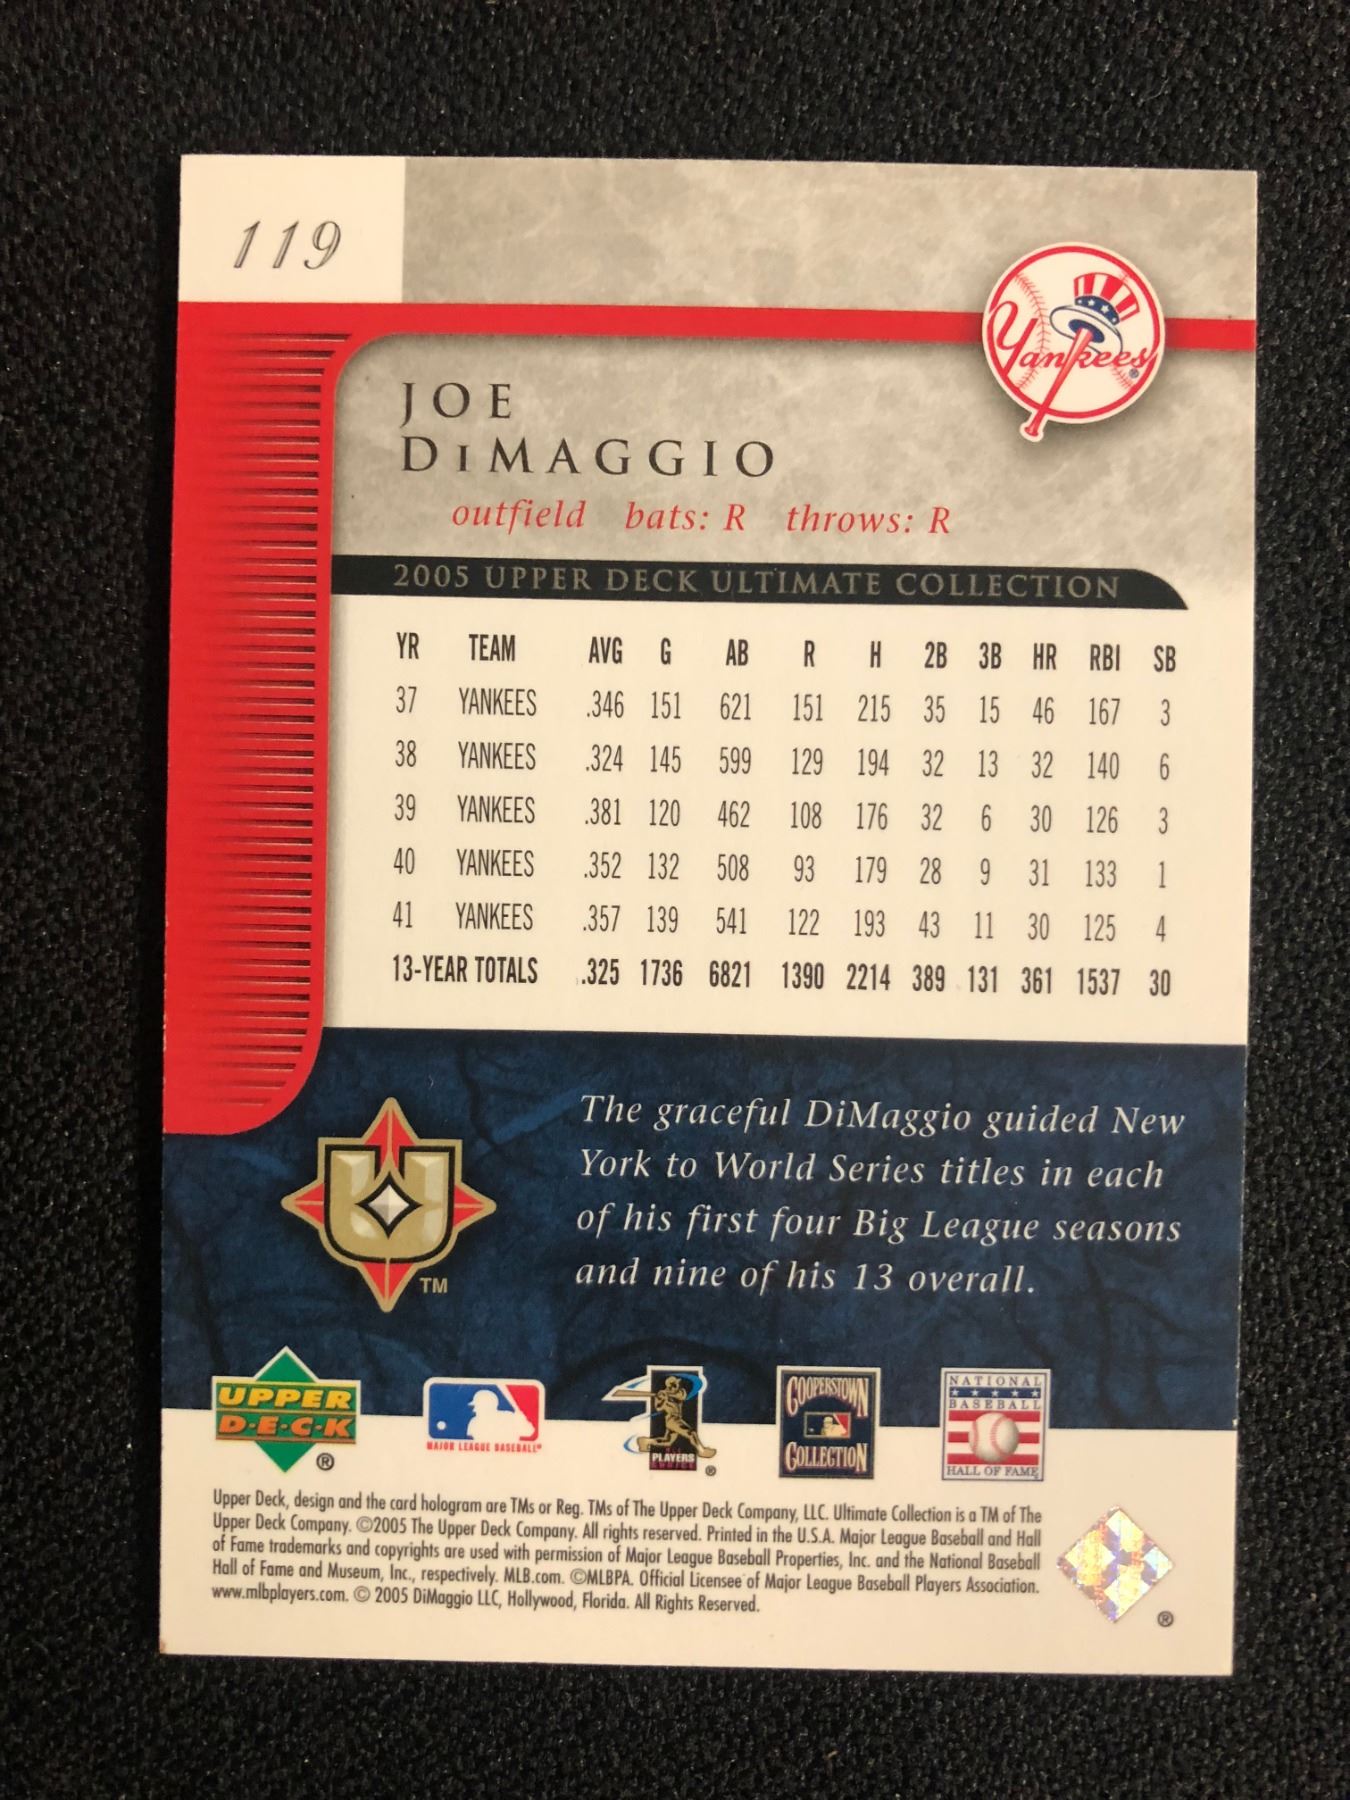 119
Yankees®
JOE
DiMAGGIO
outfield bats: R throws: R
2005 UPPER DECK ULTIMATE COLLECTION
YR TEAM AVG G AB R H 2B 3B HR RBI SB
37 YANKEES .346 151 621 151 215 35 15 46 167 3
38 YANKEES .324 145 599 129 194 32 13 32 140 6
39 YANKEES .381 120 462 108 176 32 6 30 126 3
40 YANKEES .352 132 508 93 179 28 9 31 133 1
41 YANKEES .357 139 541 122 193 43 11 30 125 4
13-YEAR TOTALS .325 1736 6821 1390 2214 389 131 361 1537 30
The graceful DiMaggio guided New
York to World Series titles in each
of his first four Big League seasons
and nine of his 13 overall.
U
TM
UPPER
D·E·C·K
®
MAJOR LEAGUE BASEBALL®
PLAYERS
CHOICE
®
COOPERSTOWN
COLLECTION
NATIONAL
BASEBALL
HALL OF FAME
Upper Deck, design and the card hologram are TMs or Reg. TMs of The Upper Deck Company, LLC. Ultimate Collection is a TM of The
Upper Deck Company. ©2005 The Upper Deck Company. All rights reserved. Printed in the U.S.A. Major League Baseball and Hall
of Fame trademarks and copyrights are used with permission of Major League Baseball Properties, Inc. and the National Baseball
Hall of Fame and Museum, Inc., respectively. MLB.com. ©MLBPA. Official Licensee of Major League Baseball Players Association.
www.mlbplayers.com. © 2005 DiMaggio LLC, Hollywood, Florida. All Rights Reserved.
®